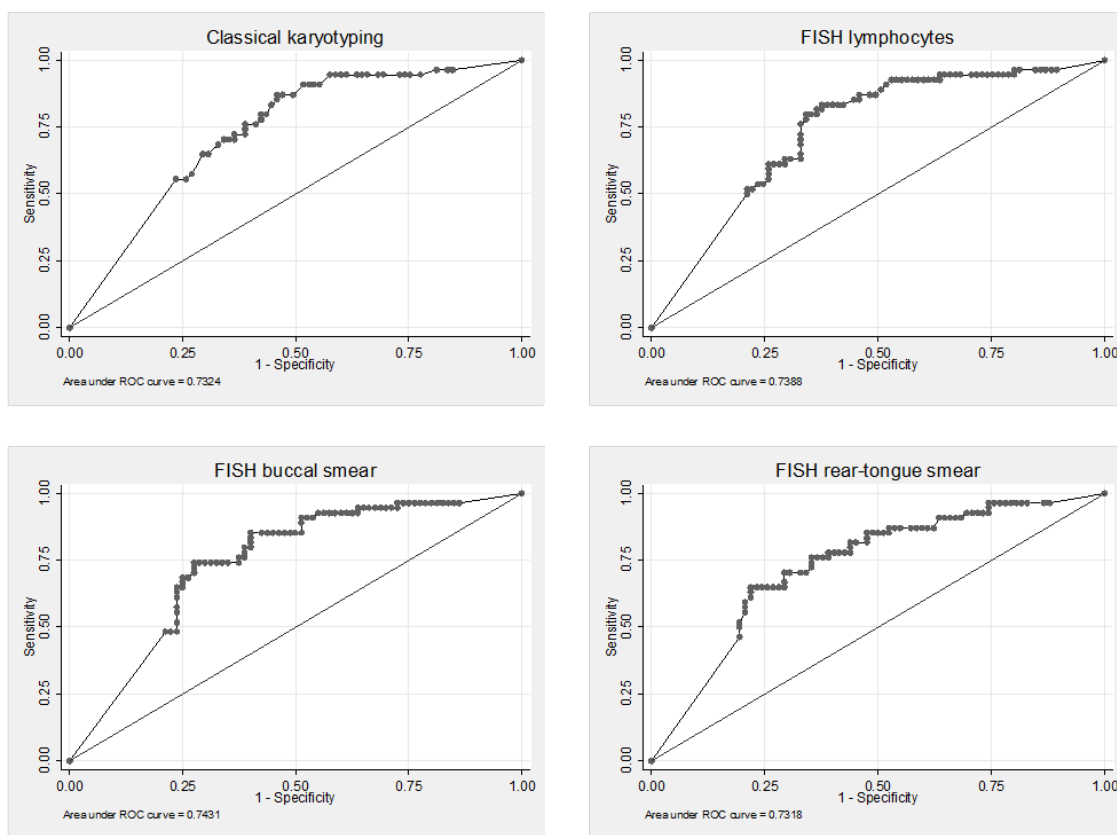 Classical karyotyping
1.00
0.75
0.50
0.25
0.00
Sensitivity
0.00 0.25 0.50 0.75 1.00
1 - Specificity
Area under ROC curve = 0.7324
FISH lymphocytes
1.00
0.75
0.50
0.25
0.00
Sensitivity
0.00 0.25 0.50 0.75 1.00
1 - Specificity
Area under ROC curve = 0.7388
FISH buccal smear
1.00
0.75
0.50
0.25
0.00
Sensitivity
0.00 0.25 0.50 0.75 1.00
1 - Specificity
Area under ROC curve = 0.7431
FISH rear-tongue smear
1.00
0.75
0.50
0.25
0.00
Sensitivity
0.00 0.25 0.50 0.75 1.00
1 - Specificity
Area under ROC curve = 0.7318